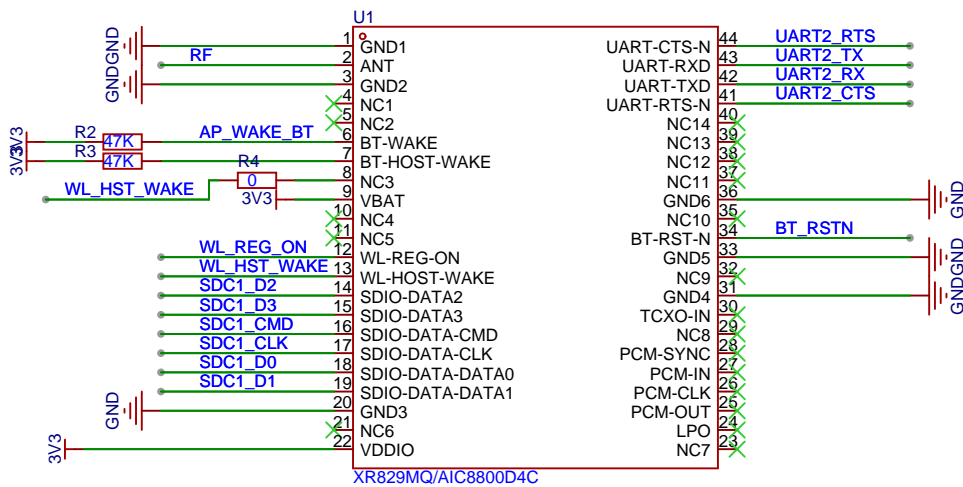 U1
GND 1 GND1 UART-CTS-N 44 UART2_RTS
RF 2 ANT UART-RXD 43 UART2_TX
GND 3 GND2 UART-TXD 42 UART2_RX
4 NC1 UART-RTS-N 41 UART2_CTS
5 NC2 NC14 40
3V3 R2 47K AP_WAKE_BT 6 BT-WAKE NC13 39
3V3 R3 47K 7 BT-HOST-WAKE NC12 38
R4 0 8 NC3 NC11 37
WL_HST_WAKE 3V3 9 VBAT GND6 36 GND
10 NC4 NC10 35
11 NC5 BT-RST-N 34 BT_RSTN
WL_REG_ON 12 WL-REG-ON GND5 33 GND
WL_HST_WAKE 13 WL-HOST-WAKE NC9 32
SDC1_D2 14 SDIO-DATA2 GND4 31 GND
SDC1_D3 15 SDIO-DATA3 TCXO-IN 30
SDC1_CMD 16 SDIO-DATA-CMD NC8 29
SDC1_CLK 17 SDIO-DATA-CLK PCM-SYNC 28
SDC1_D0 18 SDIO-DATA-DATA0 PCM-IN 27
SDC1_D1 19 SDIO-DATA-DATA1 PCM-CLK 26
GND 20 GND3 PCM-OUT 25
21 NC6 LPO 24
3V3 22 VDDIO NC7 23
XR829MQ/AIC8800D4C